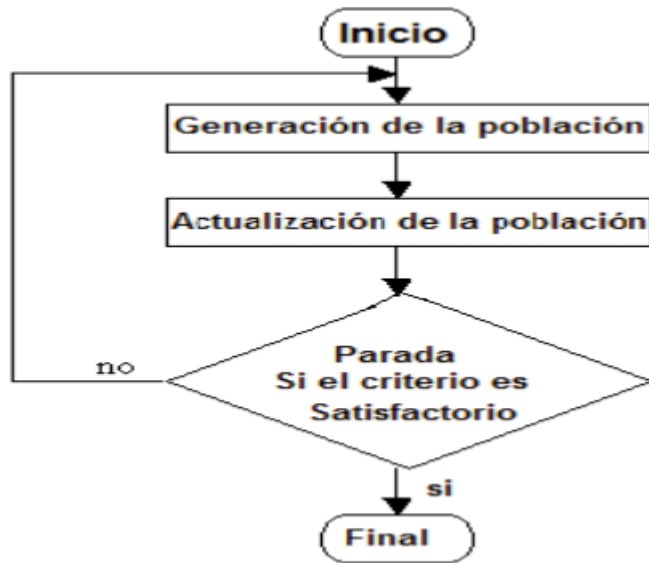 Inicio
Generación de la población
Actualización de la población
Parada
Si el criterio es
Satisfactorio
no
si
Final